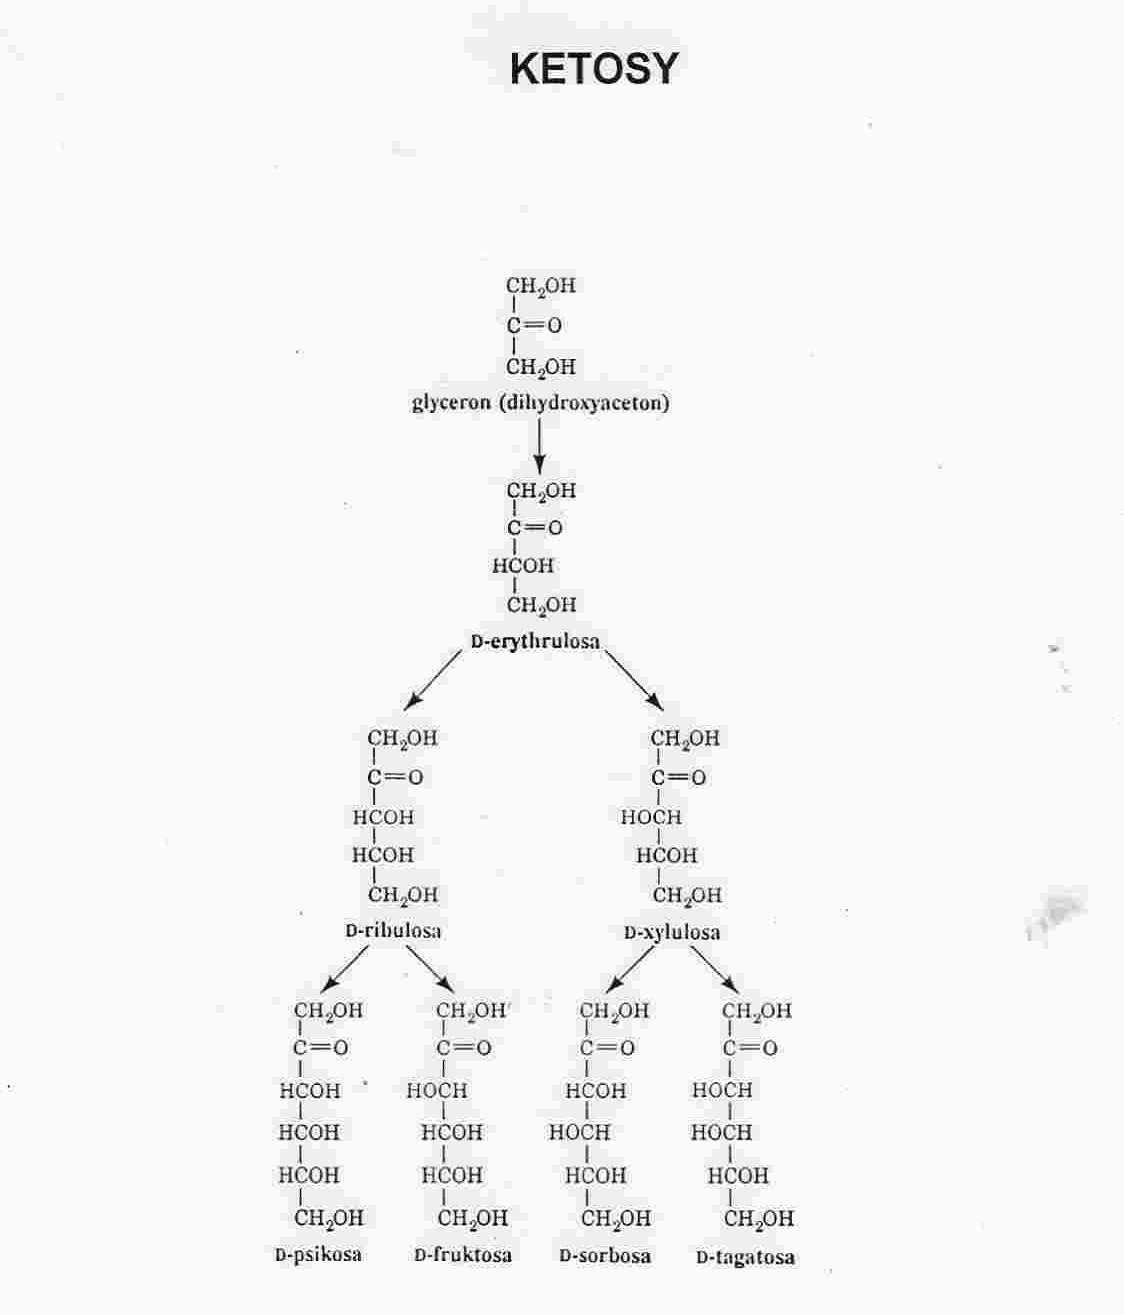 KETOSY
CH₂OH
C=O
CH₂OH
glyceron (dihydroxyaceton)
CH₂OH
C=O
HCOH
CH₂OH
D-erythrulosa
CH₂OH CH₂OH
C=O C=O
HCOH HOCH
HCOH HCOH
CH₂OH CH₂OH
D-ribulosa D-xylulosa
CH₂OH CH₂OH CH₂OH CH₂OH
C=O C=O C=O C=O
HCOH HOCH HCOH HOCH
HCOH HCOH HOCH HOCH
HCOH HCOH HCOH HCOH
CH₂OH CH₂OH CH₂OH CH₂OH
D-psikosa D-fruktosa D-sorbosa D-tagatosa